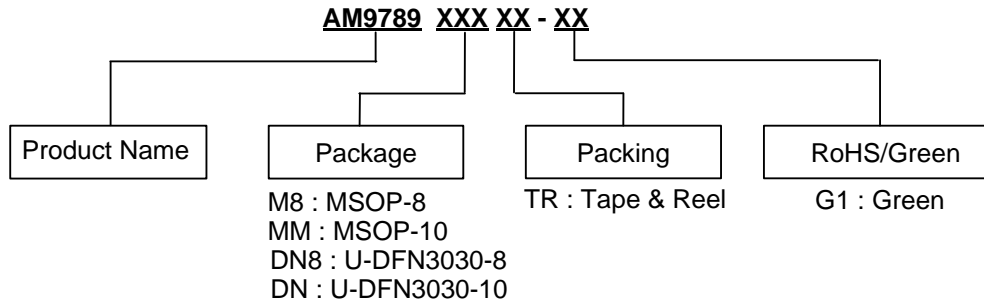 AM9789 XXX XX - XX
Product Name
Package
Packing
RoHS/Green
M8 : MSOP-8
MM : MSOP-10
DN8 : U-DFN3030-8
DN : U-DFN3030-10
TR : Tape & Reel
G1 : Green